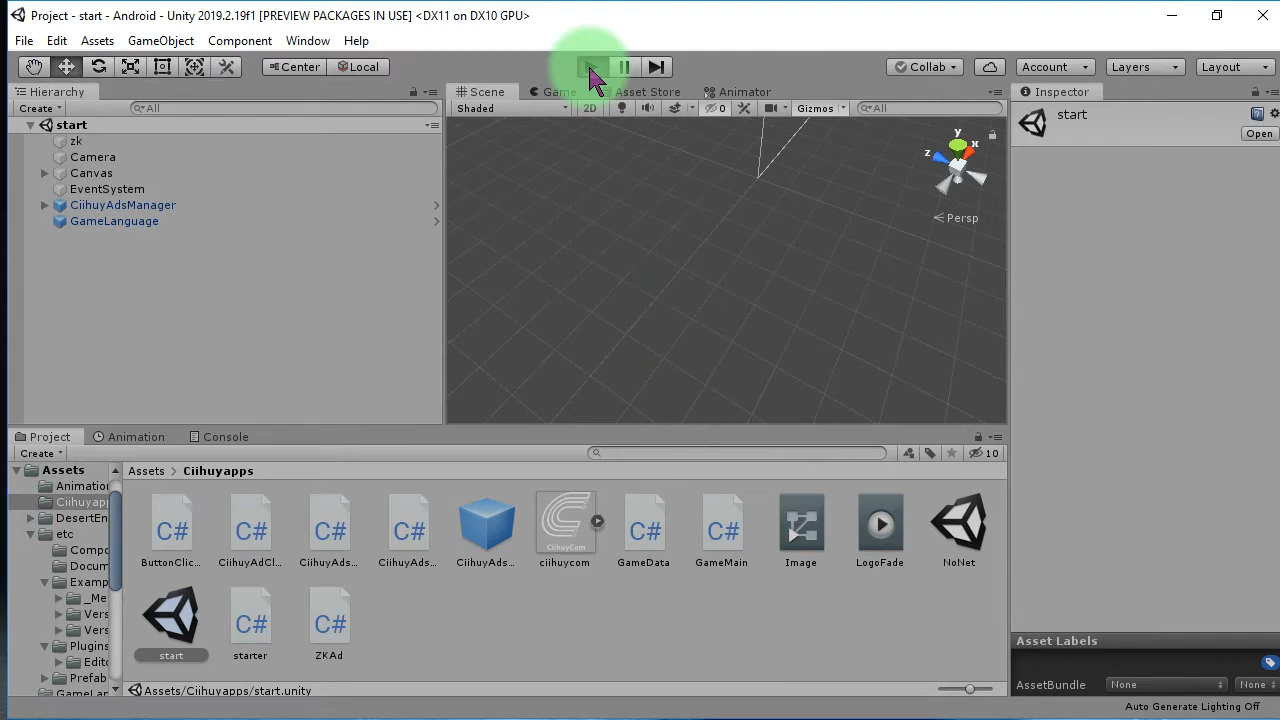 Project - start - Android - Unity 2019.2.19f1 [PREVIEW PACKAGES IN USE] <DX11 on DX10 GPU>
File Edit Assets GameObject Component Window Help
Center Local Collab Account Layers Layout
Hierarchy
Create All
start
zk
Camera
Canvas
EventSystem
CiihuyAdsManager
GameLanguage
Scene Game Asset Store Animator
Shaded 2D 0 Gizmos All
y
x
z
Persp
Inspector
start
Open
Project Animation Console
Create 10
Assets
Animation
Ciihuyapp
DesertEn
etc
Compo
Docum
Examp
_Me
Vers
Vers
Plugins
Edito
Prefab
GameLan
Assets > Ciihuyapps
ButtonClic... CiihuyAdCl... CiihuyAds... CiihuyAds... CiihuyAds... ciihuycom GameData GameMain Image LogoFade NoNet
C# C# C# C# CiihuyCom C# C#
start starter ZKAd
C# C#
Assets/Ciihuyapps/start.unity
Asset Labels
AssetBundle None None
Auto Generate Lighting Off